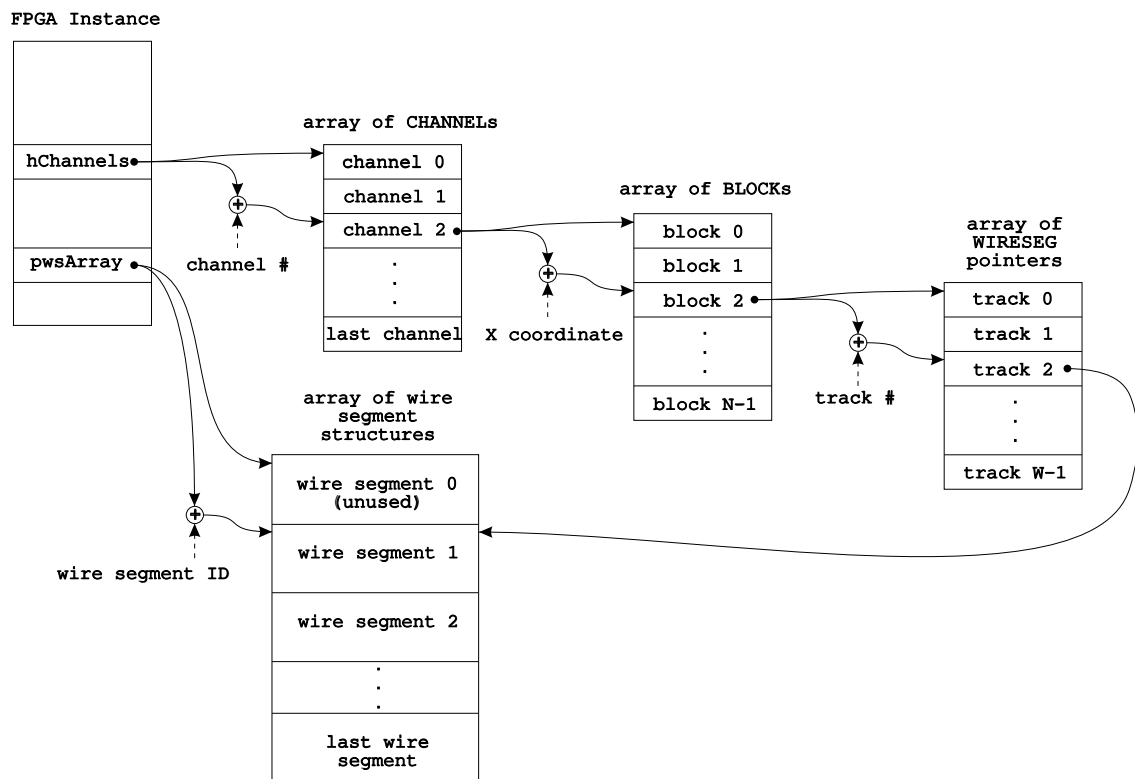 FPGA Instance
hChannels
pwsArray
channel #
array of CHANNELs
channel 0
channel 1
channel 2
.
.
.
last channel
X coordinate
array of BLOCKs
block 0
block 1
block 2
.
.
.
block N-1
track #
array of
WIRESEG
pointers
track 0
track 1
track 2
.
.
.
track W-1
wire segment ID
array of wire
segment
structures
wire segment 0
(unused)
wire segment 1
wire segment 2
.
.
.
last wire
segment